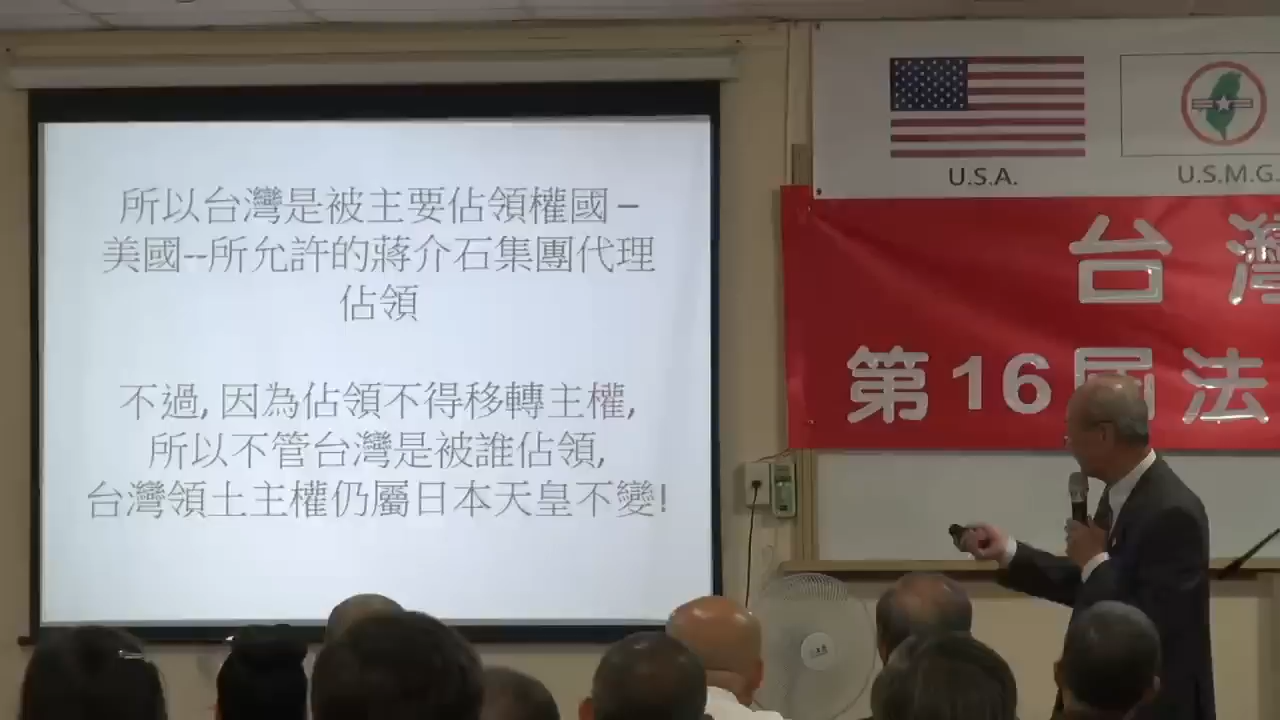 所以台灣是被主要佔領權國 –
美國--所允許的蔣介石集團代理
佔領
不過, 因為佔領不得移轉主權,
所以不管台灣是被誰佔領,
台灣領土主權仍屬日本天皇不變!
U.S.A.
U.S.M.G.
台灣
第16屆法